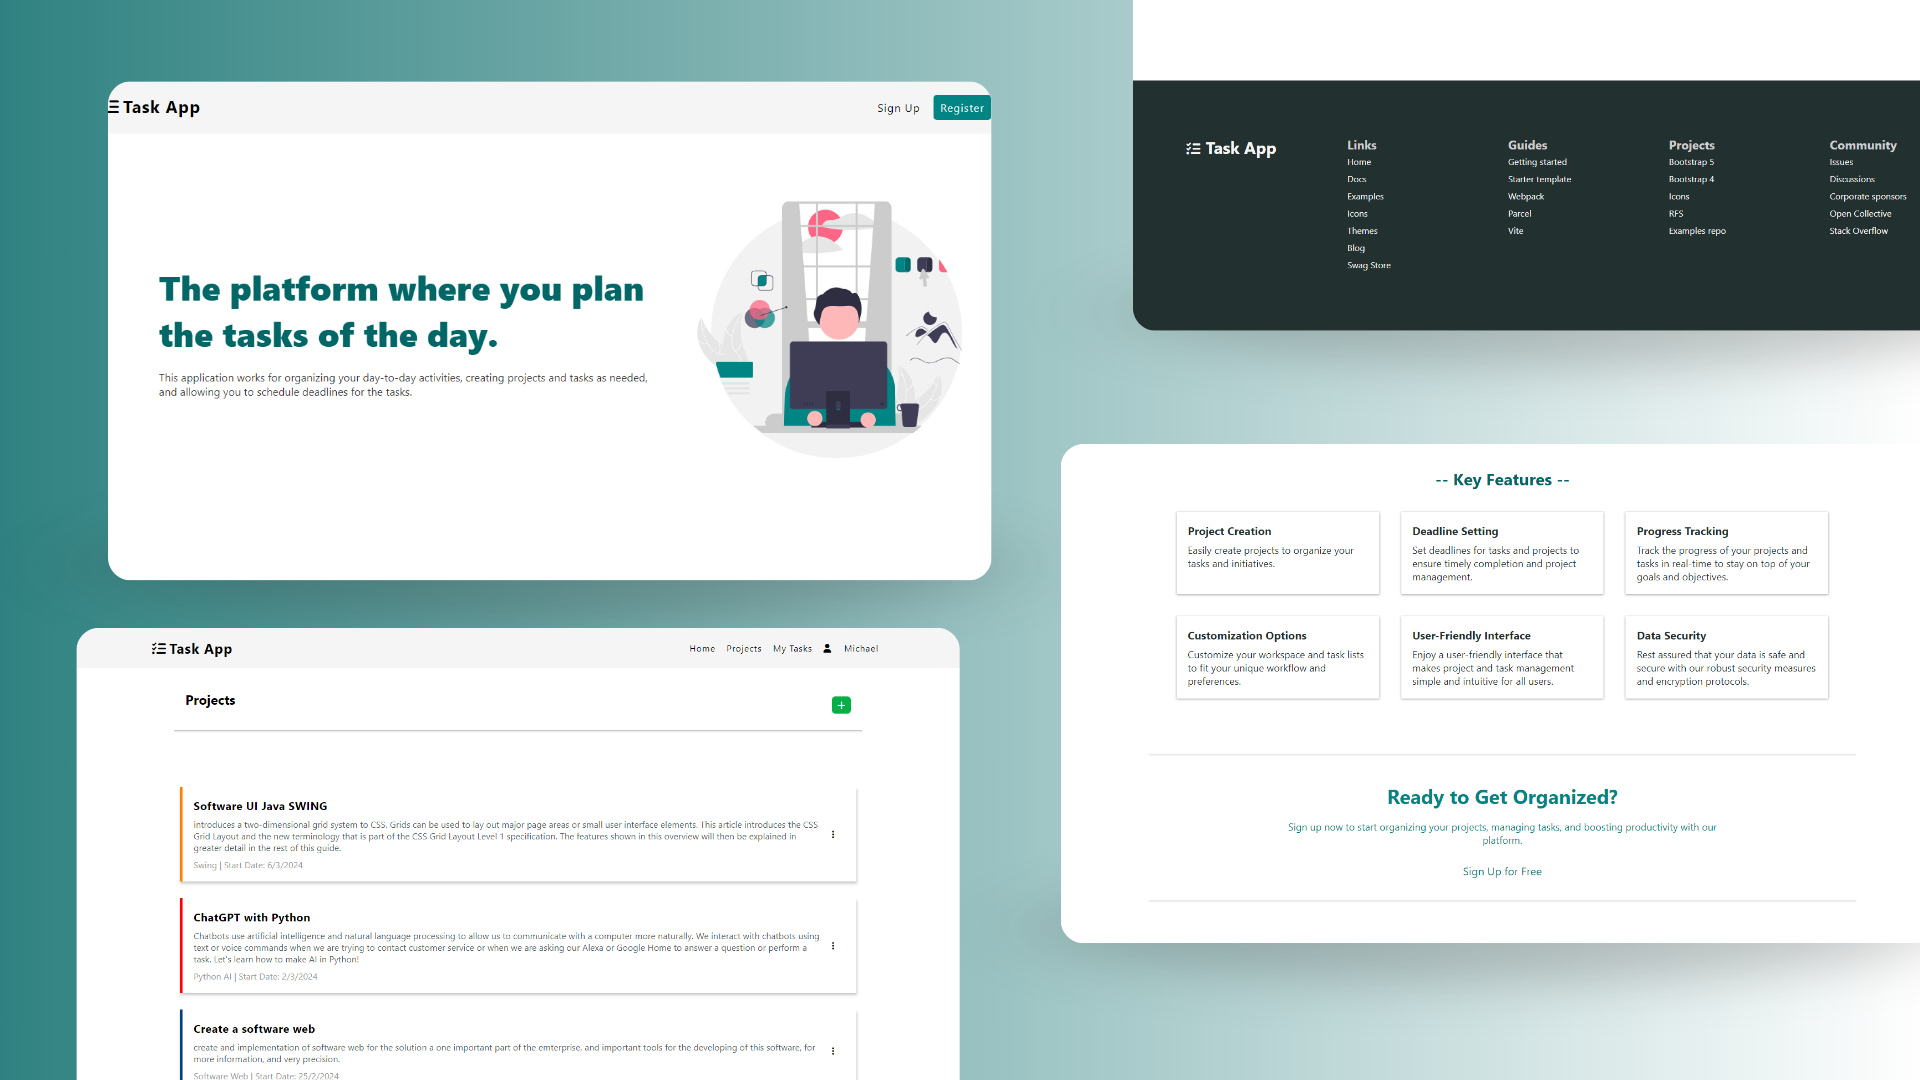 Task App
Sign Up
Register
The platform where you plan
the tasks of the day.
This application works for organizing your day-to-day activities, creating projects and tasks as needed,
and allowing you to schedule deadlines for the tasks.
Task App
Links
Home
Docs
Examples
Icons
Themes
Blog
Swag Store
Guides
Getting started
Starter template
Webpack
Parcel
Vite
Projects
Bootstrap 5
Bootstrap 4
Icons
RFS
Examples repo
Community
Issues
Discussions
Corporate sponsors
Open Collective
Stack Overflow
-- Key Features --
Project Creation
Easily create projects to organize your
tasks and initiatives.
Deadline Setting
Set deadlines for tasks and projects to
ensure timely completion and project
management.
Progress Tracking
Track the progress of your projects and
tasks in real-time to stay on top of your
goals and objectives.
Customization Options
Customize your workspace and task lists
to fit your unique workflow and
preferences.
User-Friendly Interface
Enjoy a user-friendly interface that
makes project and task management
simple and intuitive for all users.
Data Security
Rest assured that your data is safe and
secure with our robust security measures
and encryption protocols.
Ready to Get Organized?
Sign up now to start organizing your projects, managing tasks, and boosting productivity with our
platform.
Sign Up for Free
Task App
Home
Projects
My Tasks
Michael
Projects
+
Software UI Java SWING
introduces a two-dimensional grid system to CSS. Grids can be used to lay out major page areas or small user interface elements. This article introduces the CSS
Grid Layout and the new terminology that is part of the CSS Grid Layout Level 1 specification. The features shown in this overview will then be explained in
greater detail in the rest of this guide.
Swing | Start Date: 6/3/2024
ChatGPT with Python
Chatbots use artificial intelligence and natural language processing to allow us to communicate with a computer more naturally. We interact with chatbots using
text or voice commands when we are trying to contact customer service or when we are asking our Alexa or Google Home to answer a question or perform a
task. Let's learn how to make AI in Python!
Python AI | Start Date: 2/3/2024
Create a software web
create and implementation of software web for the solution a one important part of the emterprise, and important tools for the developing of this software, for
more information, and very precision.
Software Web | Start Date: 25/2/2024